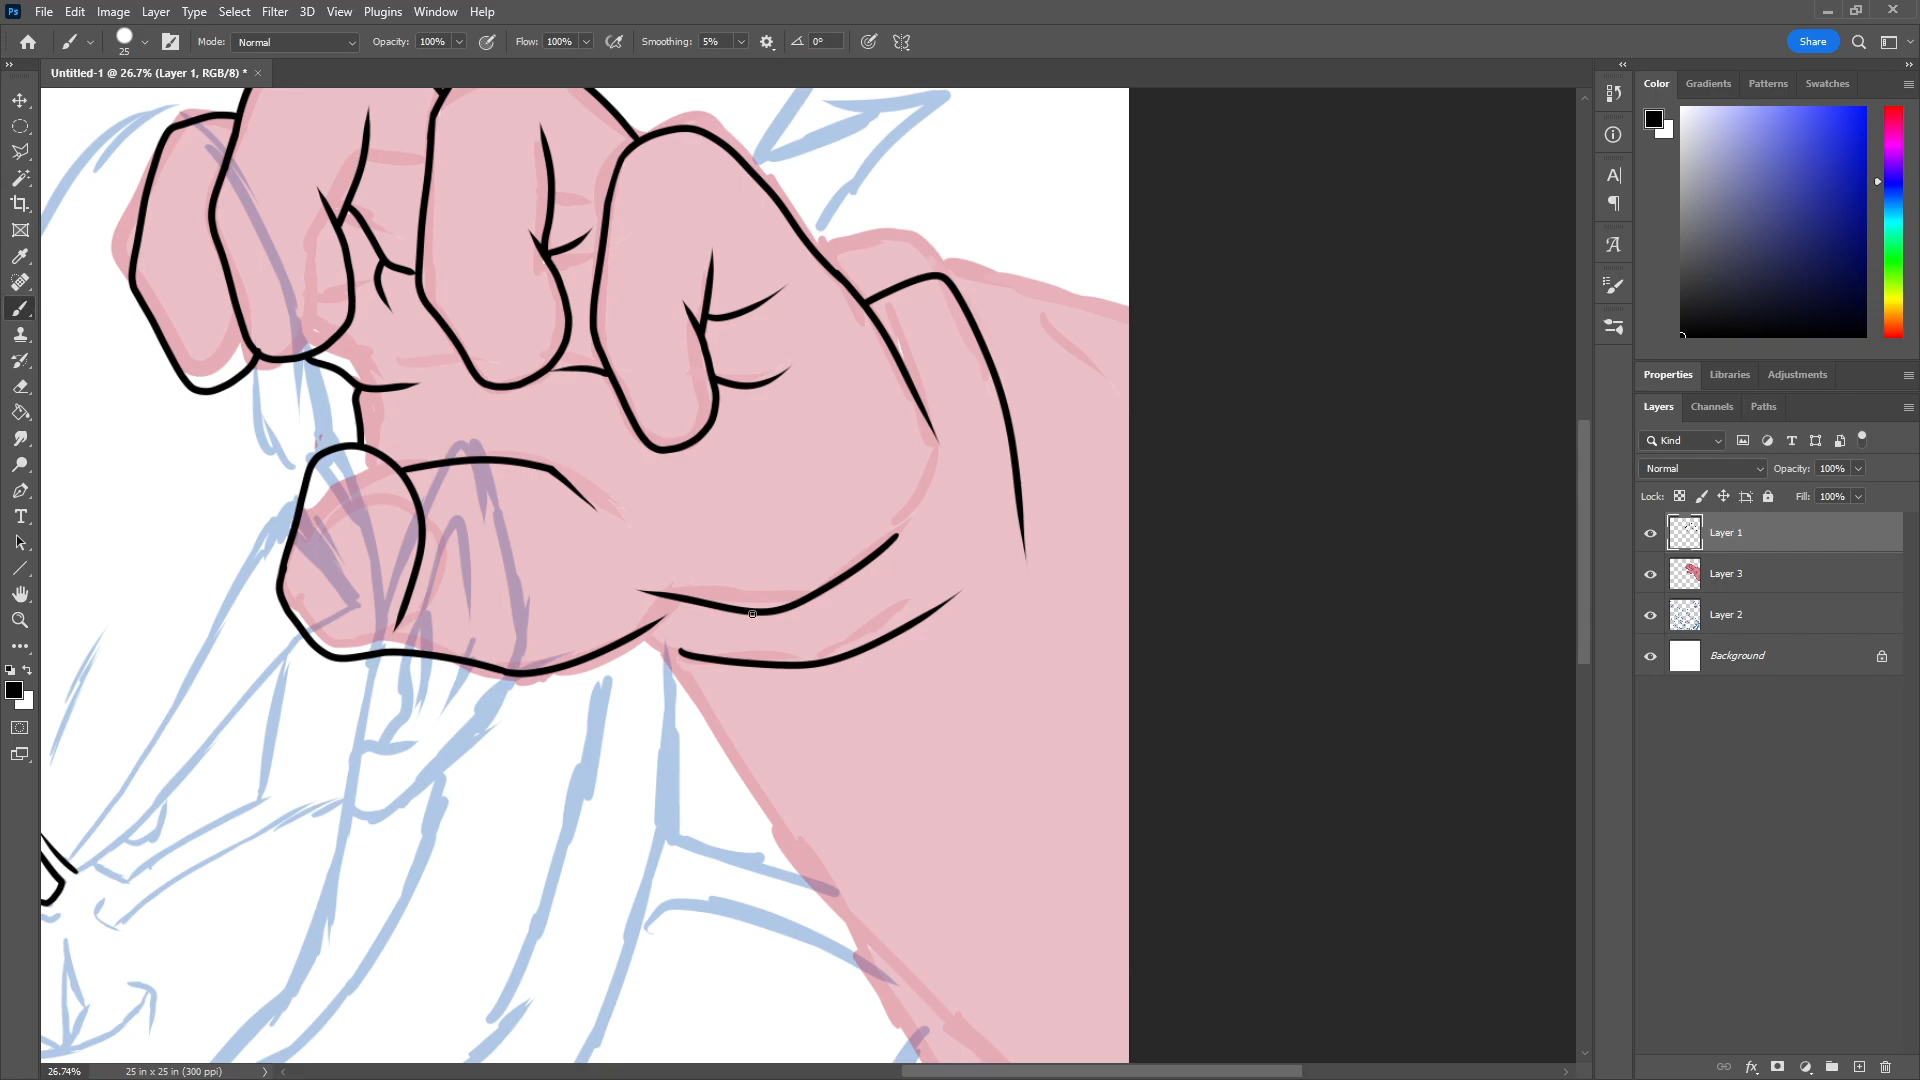 Ps File Edit Image Layer Type Select Filter 3D View Plugins Window Help
25 Mode: Normal Opacity: 100% Flow: 100% Smoothing: 5% 0° Share
Untitled-1 @ 26.7% (Layer 1, RGB/8) *
Color Gradients Patterns Swatches
Properties Libraries Adjustments
Layers Channels Paths
Kind
Normal Opacity: 100%
Lock: Fill: 100%
Layer 1
Layer 3
Layer 2
Background
26.74% 25 in x 25 in (300 ppi)